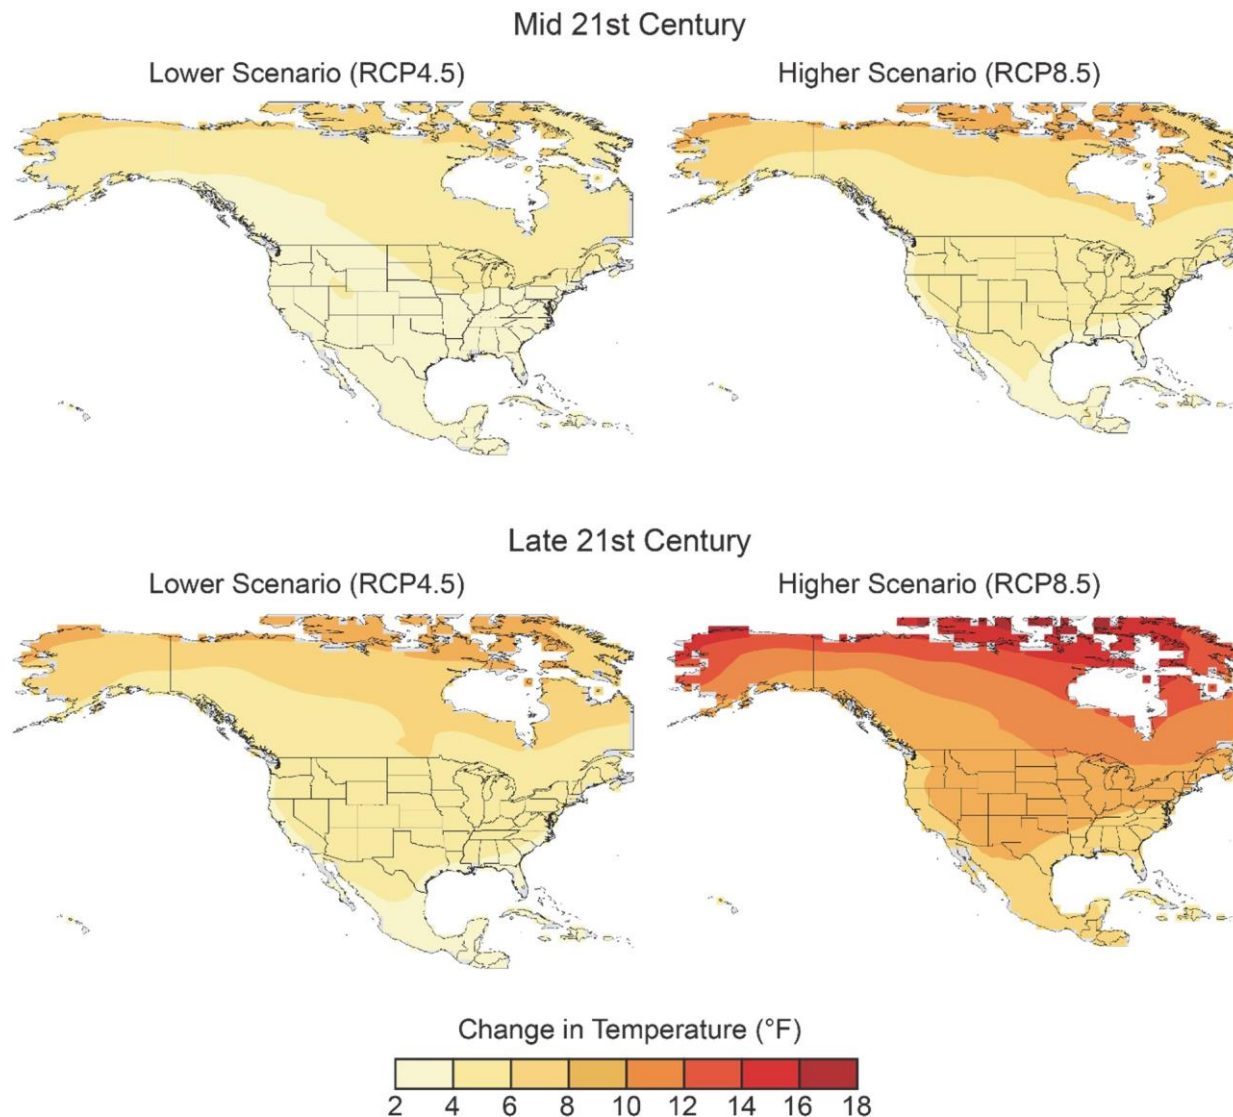 Mid 21st Century
Lower Scenario (RCP4.5) Higher Scenario (RCP8.5)
Late 21st Century
Lower Scenario (RCP4.5) Higher Scenario (RCP8.5)
Change in Temperature (°F)
2 4 6 8 10 12 14 16 18